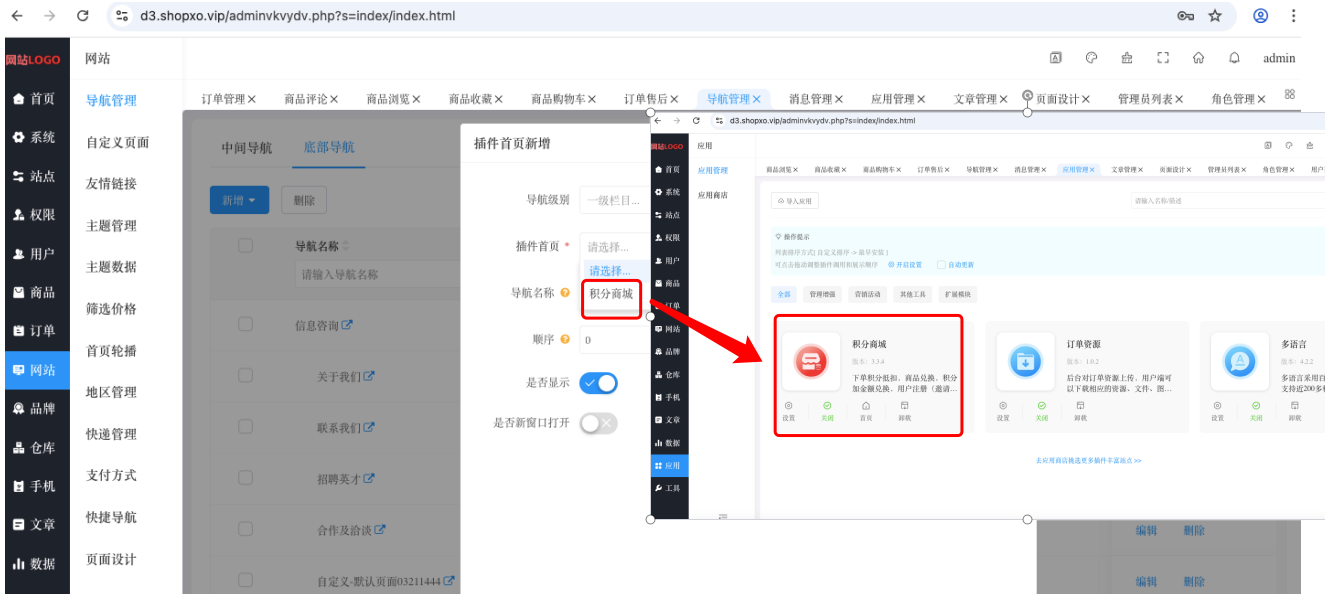 d3.shopxo.vip/adminvkvydv.php?s=index/index.html
网站LOGO
网站
admin
首页
系统
站点
权限
用户
商品
订单
网站
品牌
仓库
手机
文章
数据
导航管理
自定义页面
友情链接
主题管理
主题数据
筛选价格
首页轮播
地区管理
快递管理
支付方式
快捷导航
页面设计
订单管理 商品评论 商品浏览 商品收藏 商品购物车 订单售后 导航管理 消息管理 应用管理 文章管理 页面设计 管理员列表 角色管理
中间导航 底部导航
新增 删除
导航名称
请输入导航名称
信息咨询
关于我们
联系我们
招聘英才
合作及洽谈
自定义-默认页面03211444
插件首页新增
导航级别 一级栏目...
插件首页 * 请选择...
请选择...
积分商城
导航名称
顺序 0
是否显示
是否新窗口打开
编辑 删除
编辑 删除
d3.shopxo.vip/adminvkvydv.php?s=index/index.html
网站LOGO
应用
首页
系统
站点
权限
用户
商品
订单
网站
品牌
仓库
手机
文章
数据
应用
工具
应用管理
应用商店
商品浏览 商品收藏 商品购物车 订单售后 导航管理 消息管理 应用管理 文章管理 页面设计 管理员列表 角色管理 用户
导入应用
请输入名称/描述
操作提示
列表排序方式[ 自定义排序 -> 最早安装 ]
可点击拖动调整插件调用和展示顺序 开启设置 自动更新
全部 管理增强 营销活动 其他工具 扩展模块
积分商城
版本：3.3.4
下单积分抵扣、商品兑换、积分
加金额兑换、用户注册（邀请...
设置 关闭 首页 卸载
订单资源
版本：1.0.2
后台对订单资源上传、用户端可
以下载相应的资源、文件、图...
设置 关闭 卸载
多语言
版本：4.2.2
多语言采用百
支持近200多种
设置 关闭 卸载
去应用商店挑选更多插件丰富站点 >>